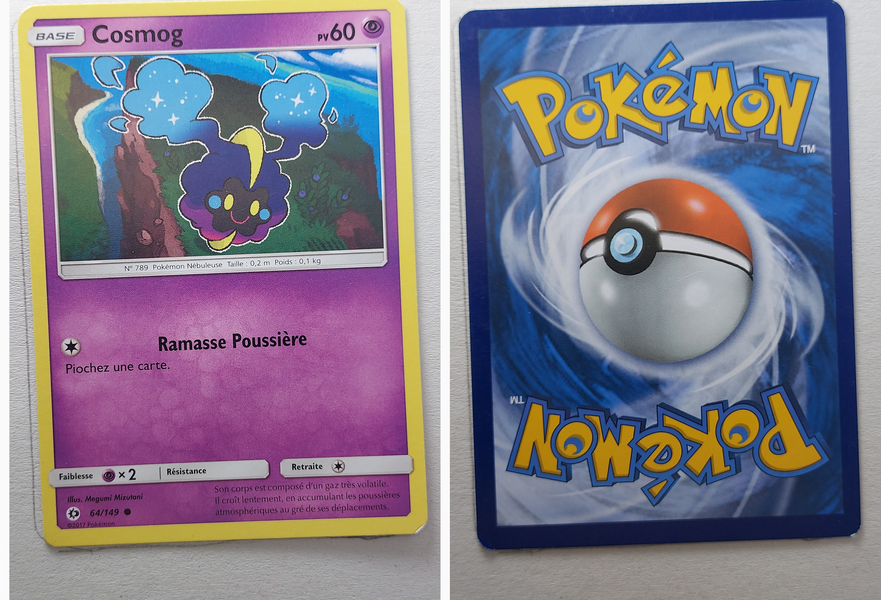 BASE Cosmog PV60
N° 789 Pokémon Nébuleuse Taille : 0,2 m Poids : 0,1 kg
Ramasse Poussière
Piochez une carte.
Faiblesse ×2 Résistance Retraite
Illus. Megumi Mizutani
64/149
©2017 Pokémon
Son corps est composé d'un gaz très volatile.
Il croît lentement, en accumulant les poussières
atmosphériques au gré de ses déplacements.
POKéMON
TM
POKéMON
TM